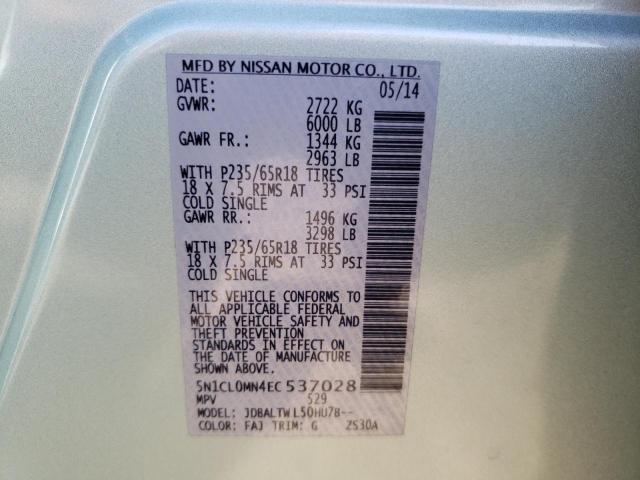 MFD BY NISSAN MOTOR CO., LTD.
DATE: 05/14
GVWR: 2722 KG
6000 LB
GAWR FR.: 1344 KG
2963 LB
WITH P235/65R18 TIRES
18 X 7.5 RIMS AT 33 PSI
COLD SINGLE
GAWR RR.: 1496 KG
3298 LB
WITH P235/65R18 TIRES
18 X 7.5 RIMS AT 33 PSI
COLD SINGLE
THIS VEHICLE CONFORMS TO
ALL APPLICABLE FEDERAL
MOTOR VEHICLE SAFETY AND
THEFT PREVENTION
STANDARDS IN EFFECT ON
THE DATE OF MANUFACTURE
SHOWN ABOVE.
5N1CL0MN4EC537028
MPV 529
MODEL: JDBALTWL50HU7B--
COLOR: FAJ TRIM: G ZS30A